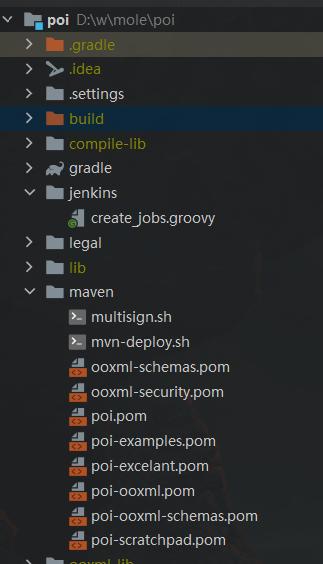 poi D:\w\mole\poi
.gradle
.idea
.settings
build
compile-lib
gradle
jenkins
create_jobs.groovy
legal
lib
maven
multisign.sh
mvn-deploy.sh
ooxml-schemas.pom
ooxml-security.pom
poi.pom
poi-examples.pom
poi-excelant.pom
poi-ooxml.pom
poi-ooxml-schemas.pom
poi-scratchpad.pom
ooxml-lib